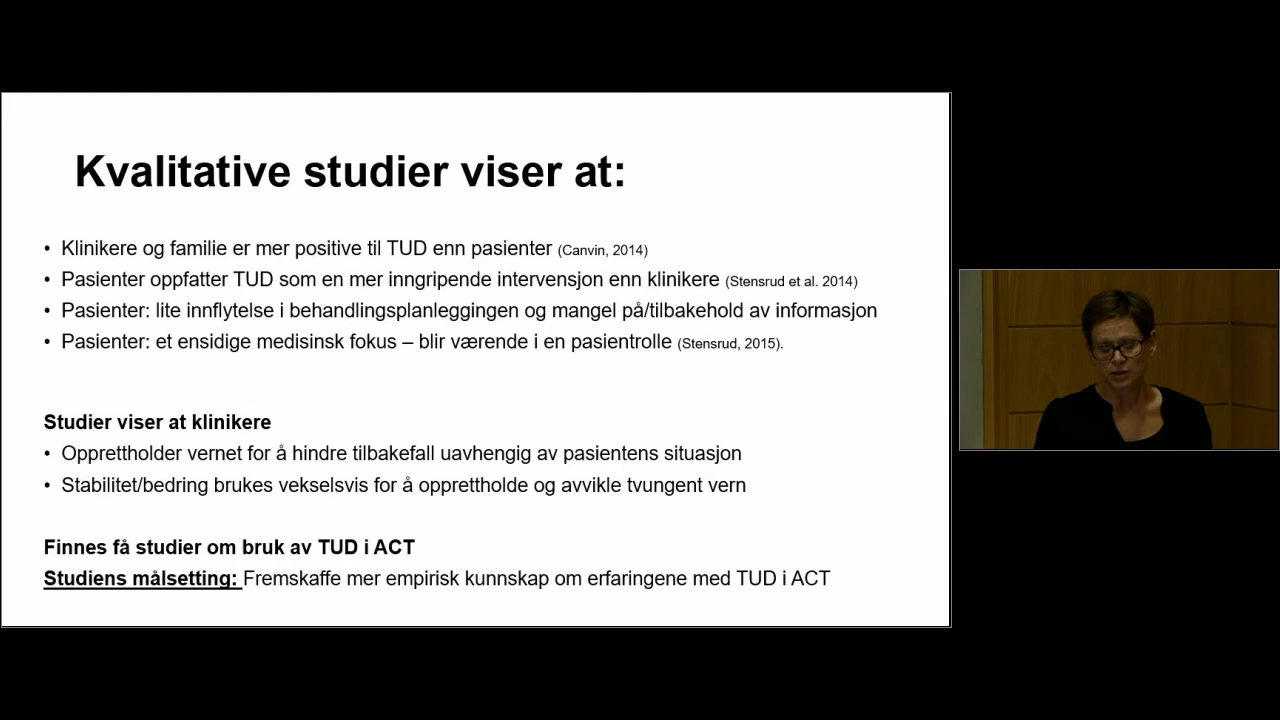 Kvalitative studier viser at:
• Klinikere og familie er mer positive til TUD enn pasienter (Canvin, 2014)
• Pasienter oppfatter TUD som en mer inngripende intervensjon enn klinikere (Stensrud et al. 2014)
• Pasienter: lite innflytelse i behandlingsplanleggingen og mangel på/tilbakehold av informasjon
• Pasienter: et ensidige medisinsk fokus – blir værende i en pasientrolle (Stensrud, 2015).
Studier viser at klinikere
• Opprettholder vernet for å hindre tilbakefall uavhengig av pasientens situasjon
• Stabilitet/bedring brukes vekselsvis for å opprettholde og avvikle tvungent vern
Finnes få studier om bruk av TUD i ACT
Studiens målsetting: Fremskaffe mer empirisk kunnskap om erfaringene med TUD i ACT